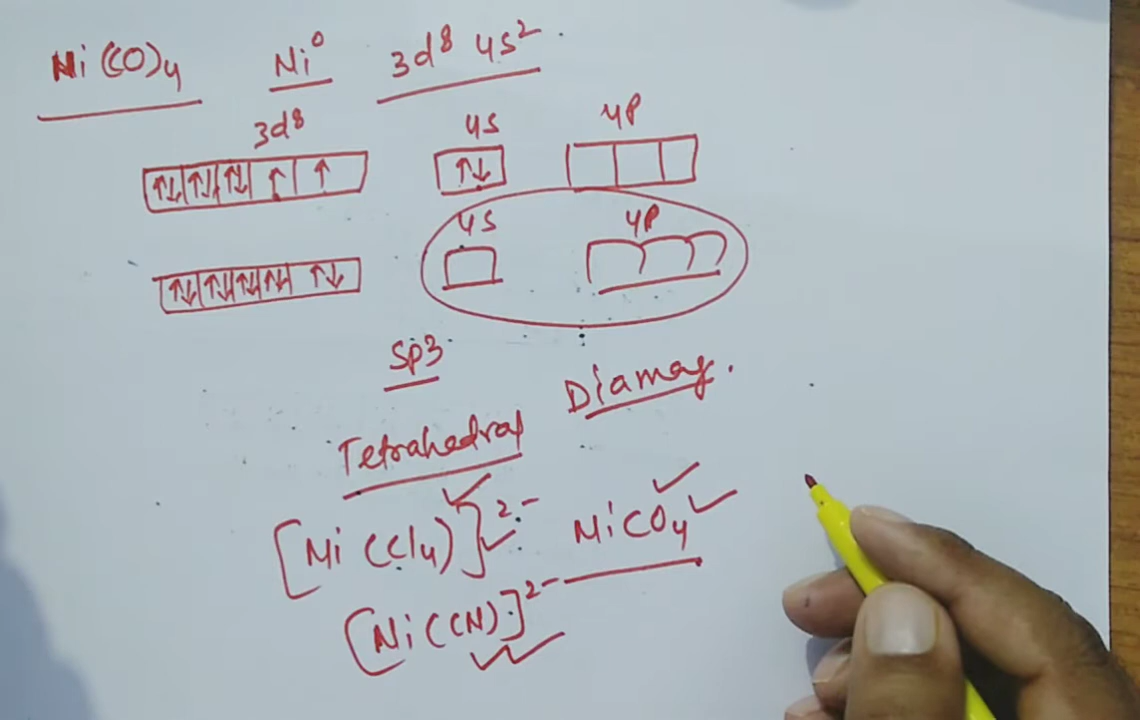 Ni(CO)4 Ni⁰ 3d⁸ 4s².
3d⁸ 4s 4p
↑↓ ↑↓ ↑↓ ↑ ↑ ↑↓
4s 4p
↑↓ ↑↓ ↑↓ ↑↓ ↑↓
Sp3
Diamag.
Tetrahedral
[Ni(Cl4)]²⁻ NiCO4
[Ni(CN)]²⁻